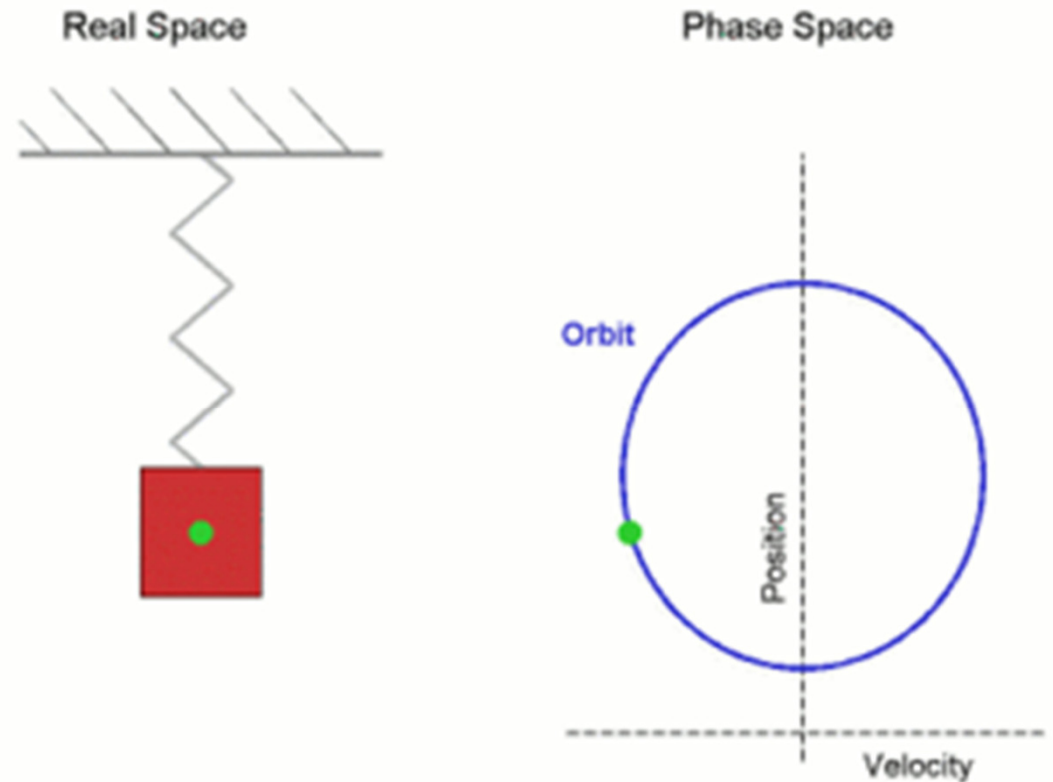 Real Space
Phase Space
Orbit
Position
Velocity